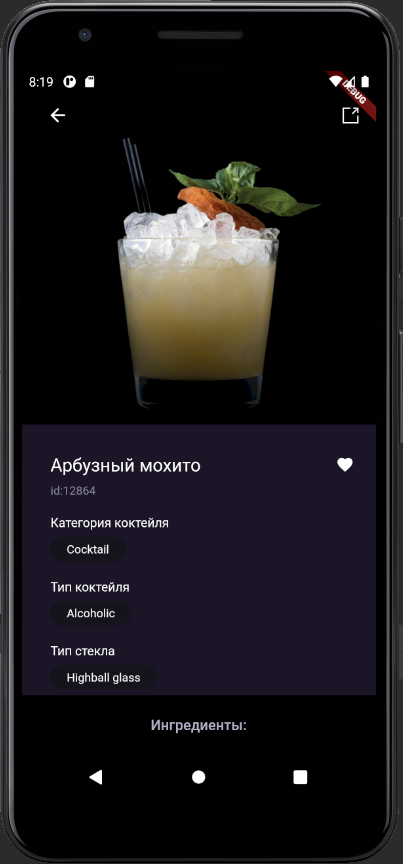 8:19
DEBUG
Арбузный мохито
id:12864
Категория коктейля
Cocktail
Тип коктейля
Alcoholic
Тип стекла
Highball glass
Ингредиенты: